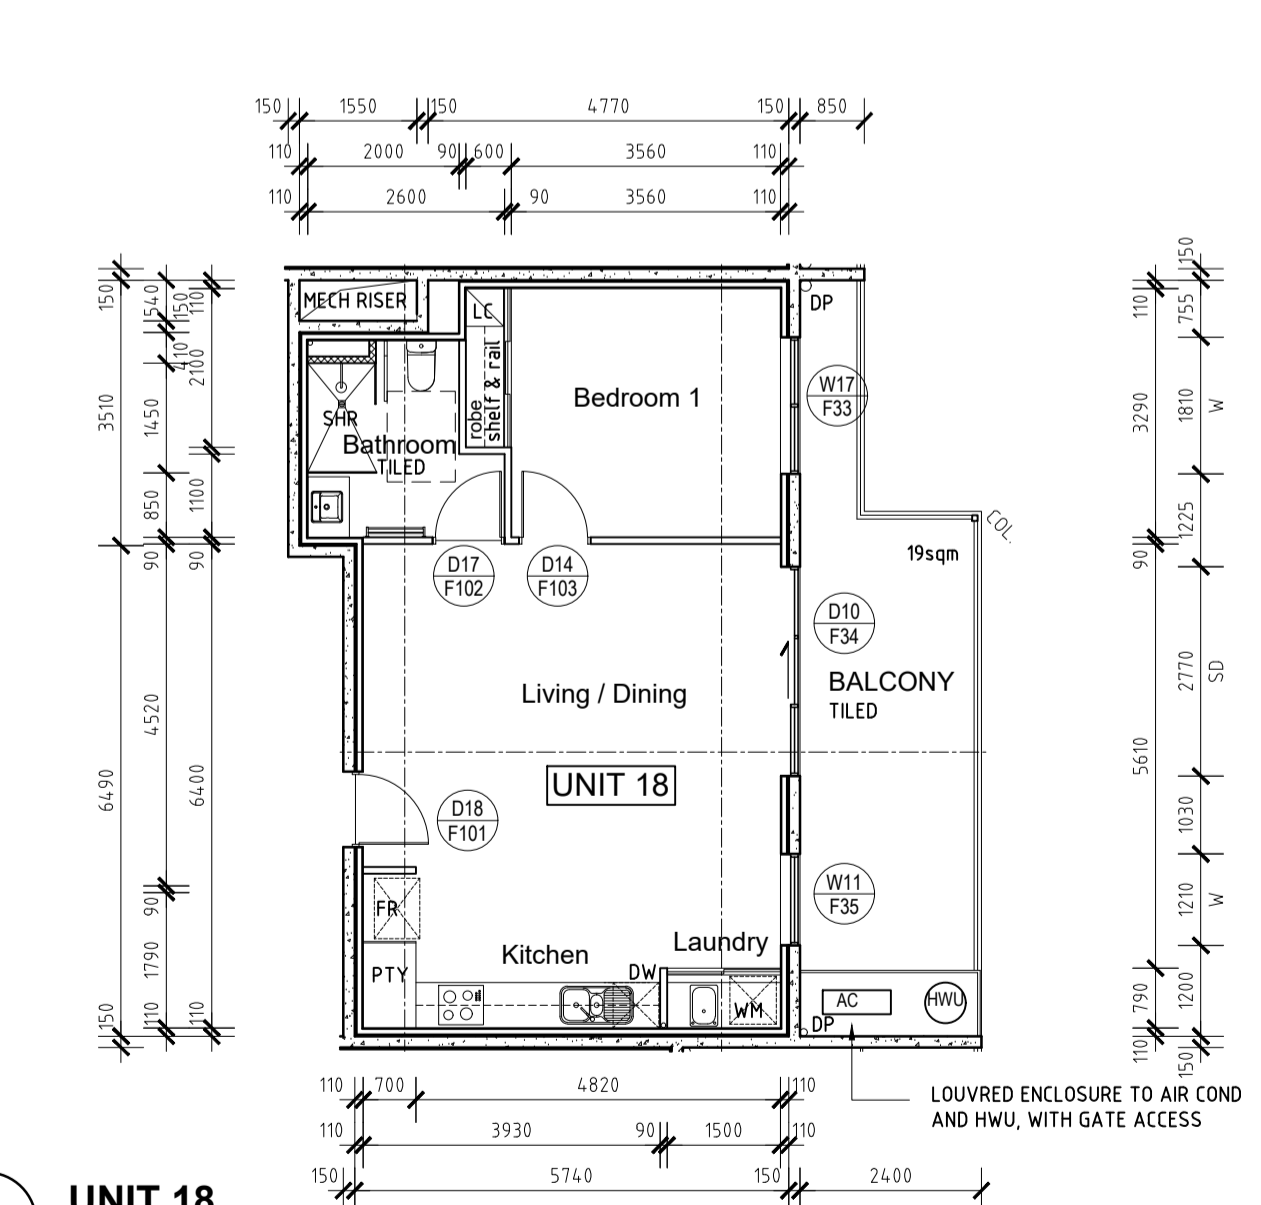 150 1550 150 4770 150 850
110 2000 90 600 3560 110
110 2600 90 3560 110
150 3510 6490 150
540 410 1450 850 90 4520 90 1790 110
150
110 2100 1100 90 6400 110
MECH RISER
LC
DP
robe
shelf & rail
Bedroom 1
W17
F33
SHR
Bathroom
TILED
COL.
19sqm
D17
F102
D14
F103
D10
F34
Living / Dining
BALCONY
TILED
UNIT 18
D18
F101
W11
F35
FR
Laundry
Kitchen
PTY
DW
WM
AC
HWU
DP
110 3290 90 5610 790 110
150 755 1810 1225 2770 1030 1210 1200 150
W
SD
W
LOUVRED ENCLOSURE TO AIR COND
AND HWU, WITH GATE ACCESS
110 700 4820 110
110 3930 90 1500 110
150 5740 150 2400
UNIT 18